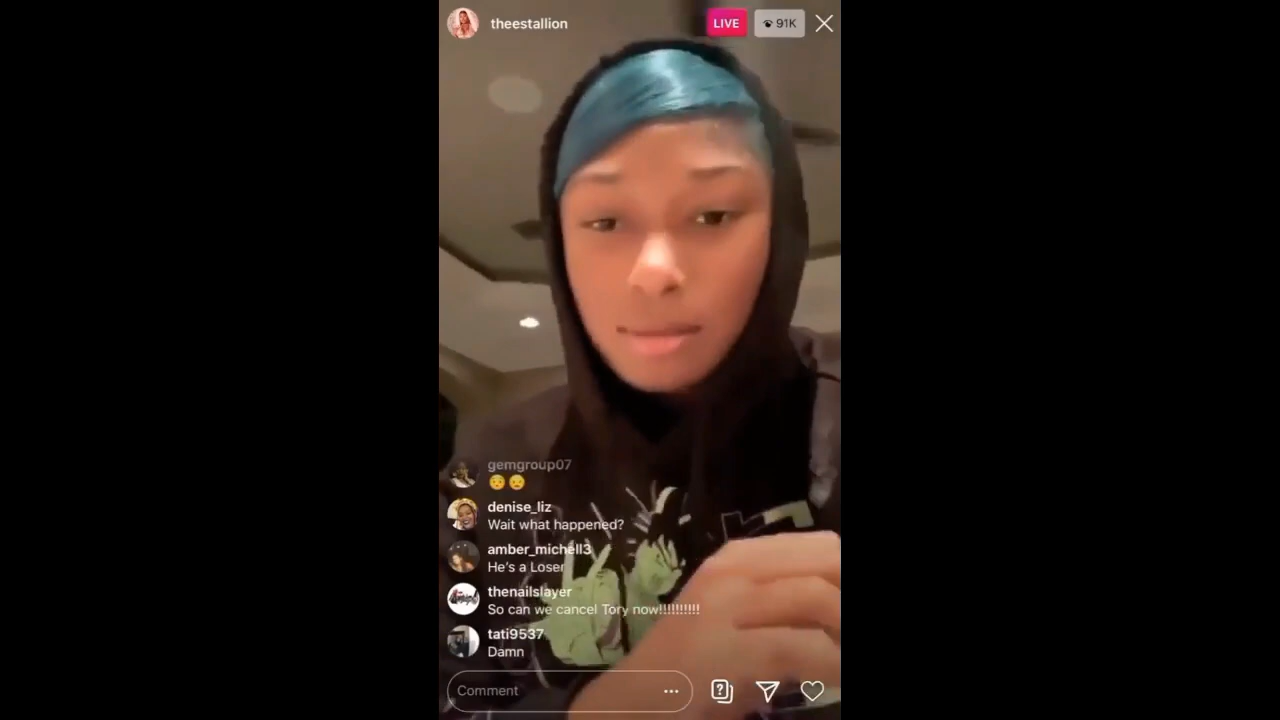 theestallion
LIVE
91K
gemgroup07
😥😥
denise_liz
Wait what happened?
amber_michell3
He's a Loser
thenailslayer
So can we cancel Tory now!!!!!!!!!!
tati9537
Damn
Comment